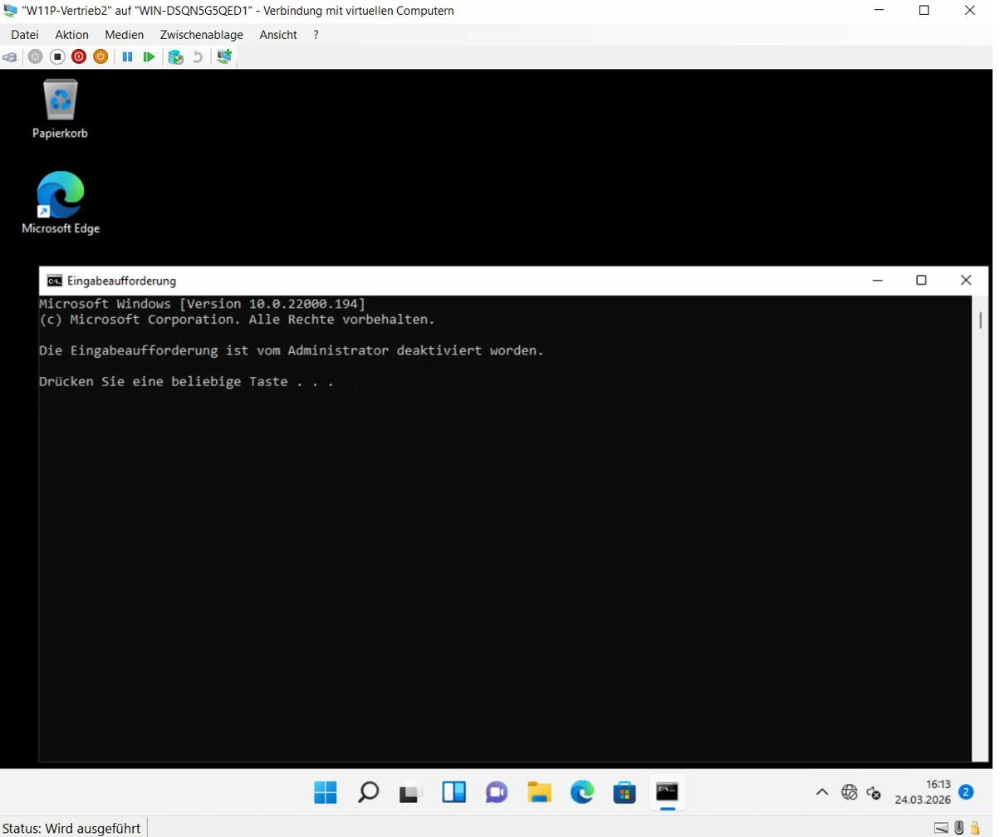 "W11P-Vertrieb2" auf "WIN-DSQN5G5QED1" - Verbindung mit virtuellen Computern
Datei Aktion Medien Zwischenablage Ansicht ?
Papierkorb
Microsoft Edge
Eingabeaufforderung
Microsoft Windows [Version 10.0.22000.194]
(c) Microsoft Corporation. Alle Rechte vorbehalten.
Die Eingabeaufforderung ist vom Administrator deaktiviert worden.
Drücken Sie eine beliebige Taste . . .
16:13
24.03.2026
2
Status: Wird ausgeführt